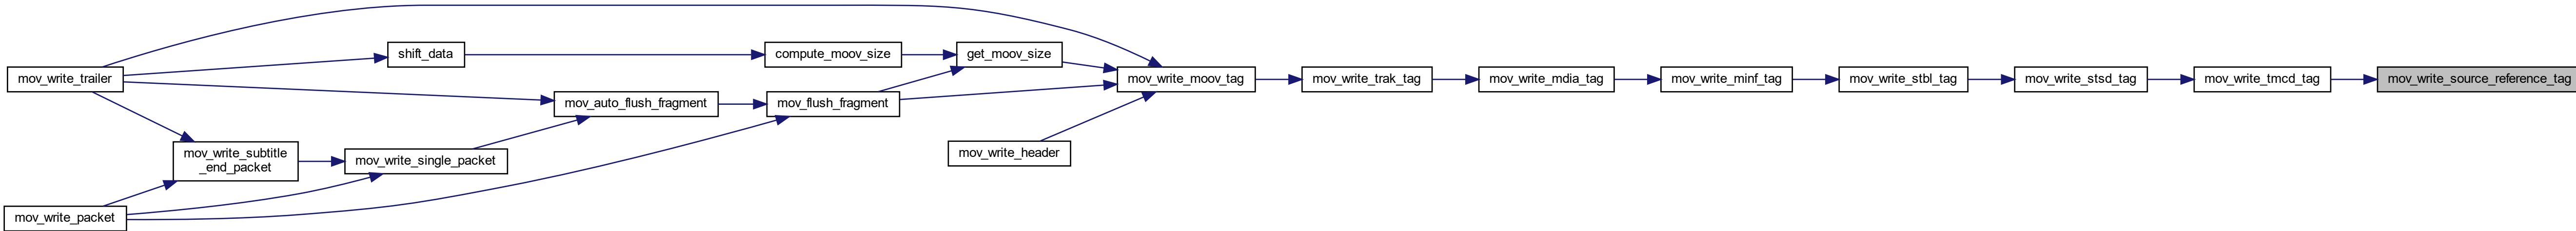 mov_write_trailer
shift_data
compute_moov_size
get_moov_size
mov_write_moov_tag
mov_write_trak_tag
mov_write_mdia_tag
mov_write_minf_tag
mov_write_stbl_tag
mov_write_stsd_tag
mov_write_tmcd_tag
mov_write_source_reference_tag
mov_auto_flush_fragment
mov_flush_fragment
mov_write_header
mov_write_subtitle
_end_packet
mov_write_single_packet
mov_write_packet